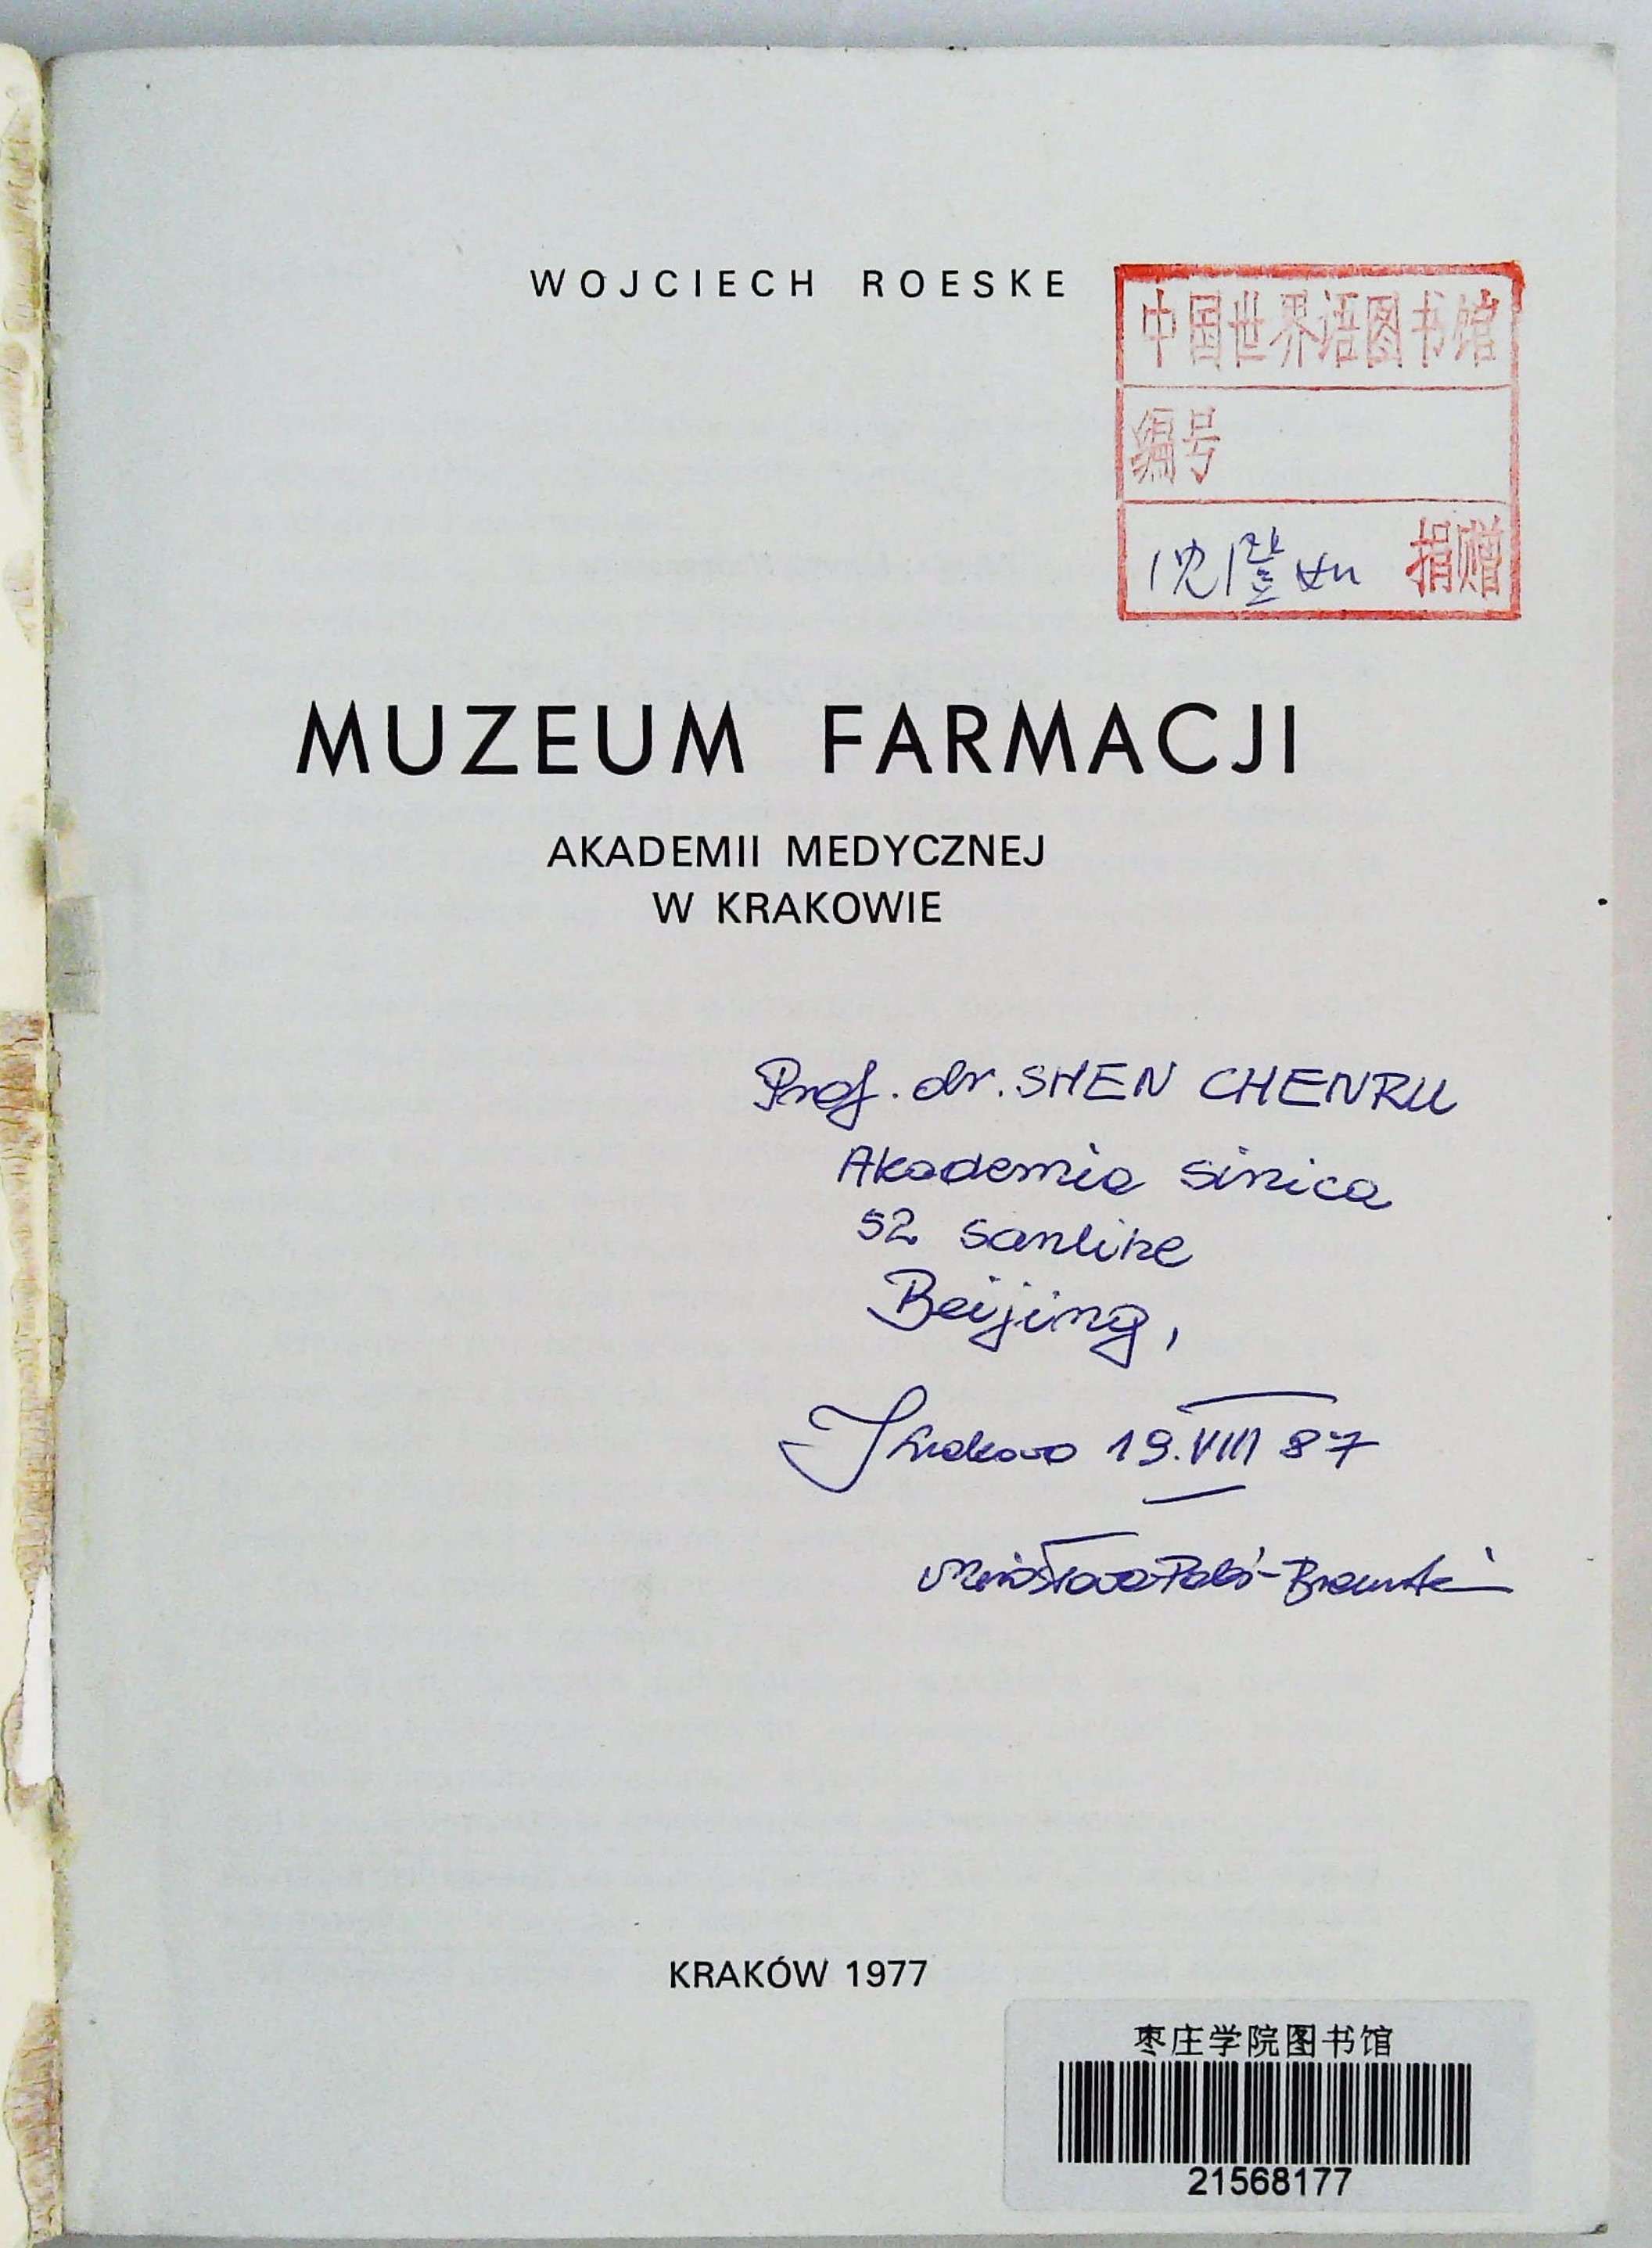 WOJCIECH ROESKE
中国世界语图书馆
编号
捐赠
MUZEUM FARMACJI
AKADEMII MEDYCZNEJ
W KRAKOWIE
Prof. dr. SHEN CHENRU
Akademia Sinica
52 Sanlihe
Beijing,
19.VIII 87
Mirosława
KRAKÓW 1977
枣庄学院图书馆
21568177